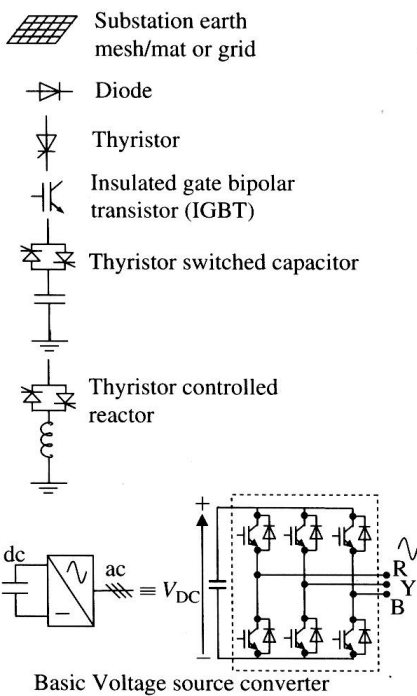 Substation earth
mesh/mat or grid
Diode
Thyristor
Insulated gate bipolar
transistor (IGBT)
Thyristor switched capacitor
Thyristor controlled
reactor
dc
ac
≡ VDC
+
−
R
Y
B
Basic Voltage source converter